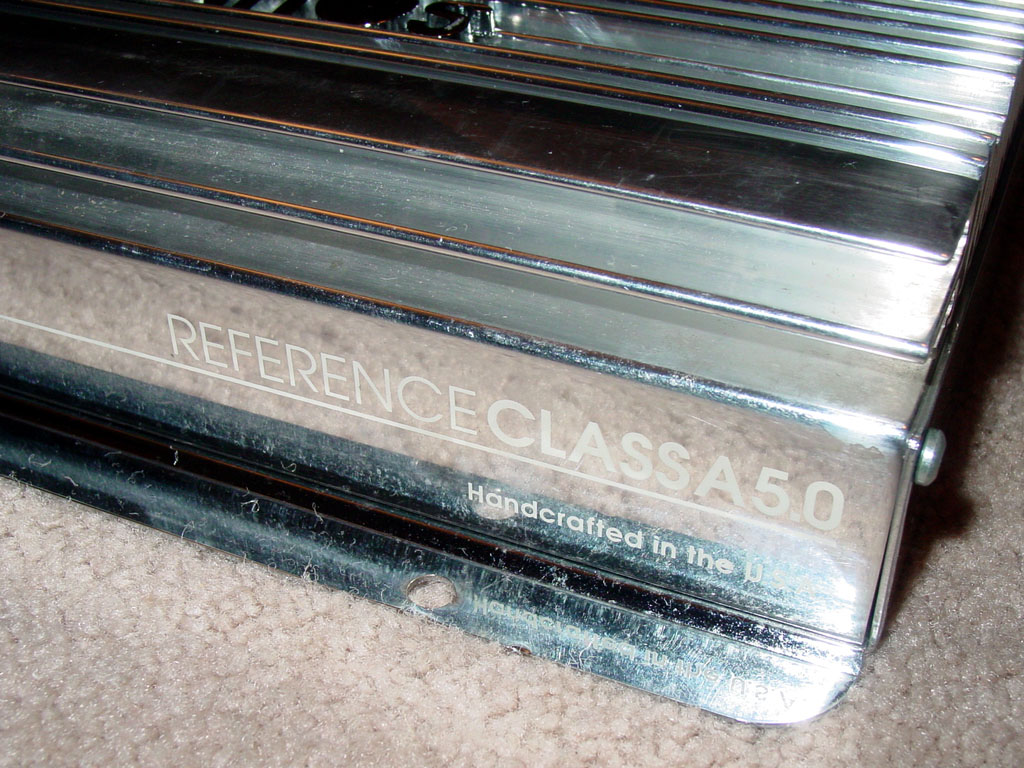 REFERENCECLASSA5.0
Handcrafted in the U.S.A.